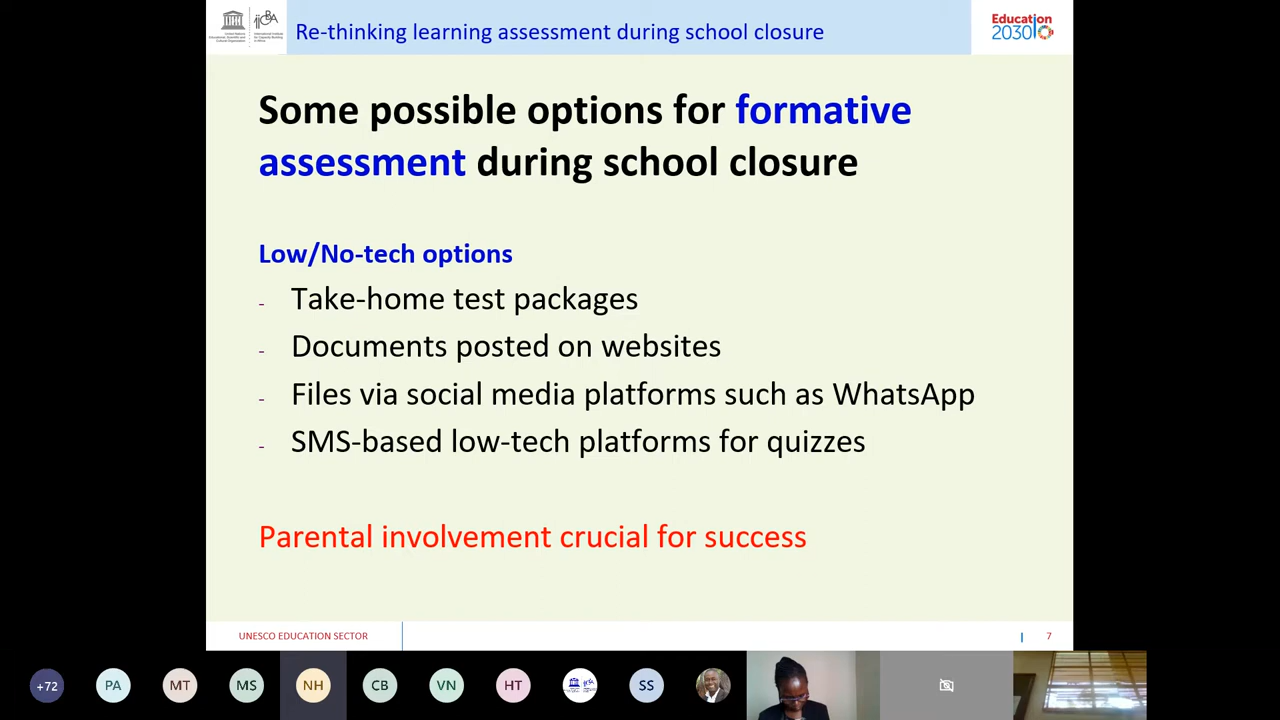 Re-thinking learning assessment during school closure
Education
2030
Some possible options for formative
assessment during school closure
Low/No-tech options
- Take-home test packages
- Documents posted on websites
- Files via social media platforms such as WhatsApp
- SMS-based low-tech platforms for quizzes
Parental involvement crucial for success
UNESCO EDUCATION SECTOR
7
+72
PA
MT
MS
NH
CB
VN
HT
SS